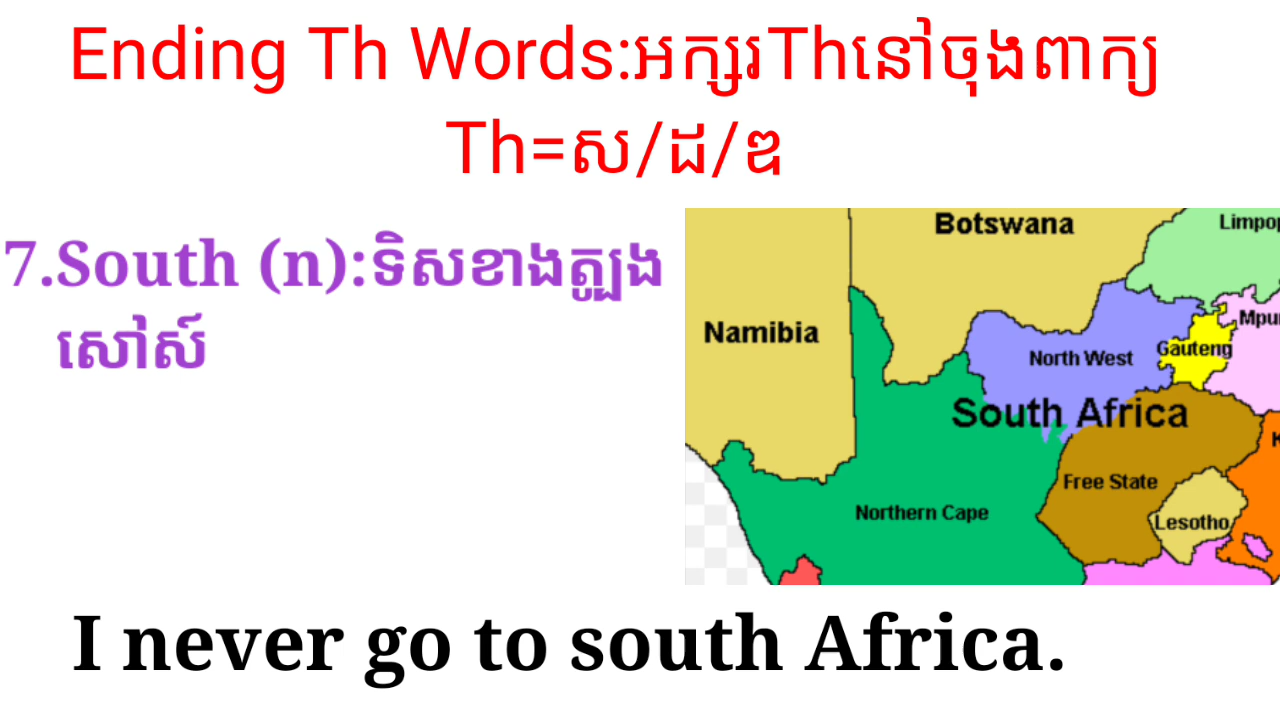 Ending Th Words:អក្សរThនៅចុងពាក្យ
Th=ស/ដ/ឌ
7.South (n):ទិសខាងត្បូង
សៅស៍
Botswana
Limpop
Namibia
Mpu
North West
Gauteng
South Africa
K
Free State
Northern Cape
Lesotho
I never go to south Africa.